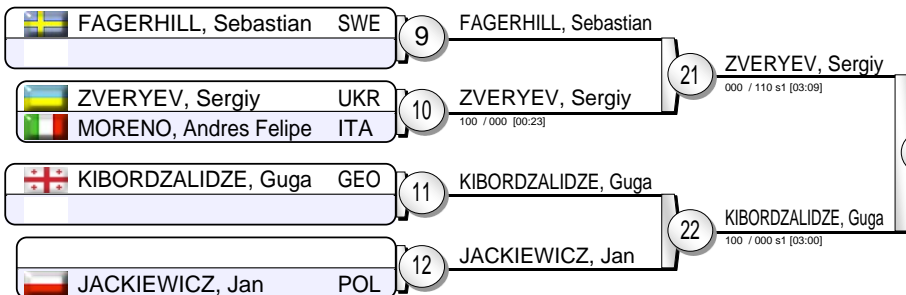 FAGERHILL, Sebastian SWE
9
FAGERHILL, Sebastian
ZVERYEV, Sergiy UKR
MORENO, Andres Felipe ITA
10
ZVERYEV, Sergiy
100 / 000 [00:23]
21
ZVERYEV, Sergiy
000 / 110 s1 [03:09]
KIBORDZALIDZE, Guga GEO
11
KIBORDZALIDZE, Guga
JACKIEWICZ, Jan POL
12
JACKIEWICZ, Jan
22
KIBORDZALIDZE, Guga
100 / 000 s1 [03:00]